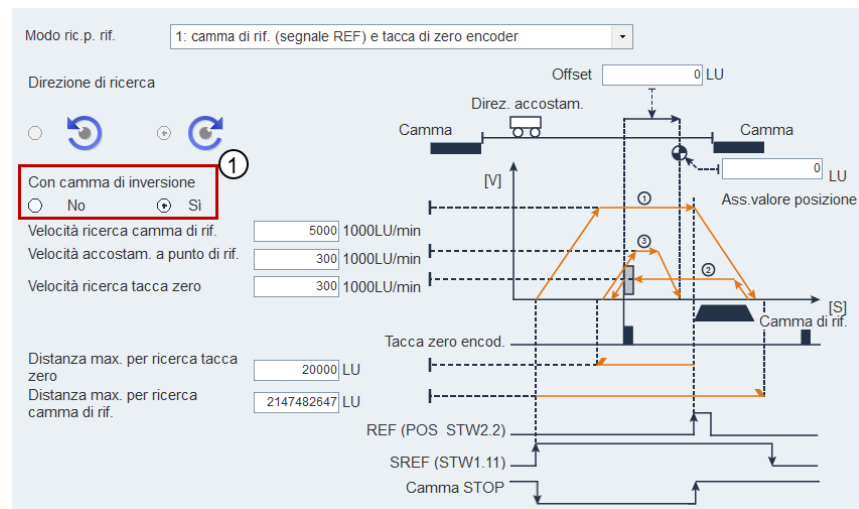 Modo ric.p. rif.
1: camma di rif. (segnale REF) e tacca di zero encoder
Direzione di ricerca
Con camma di inversione
1
No
Sì
Velocità ricerca camma di rif.
5000 1000LU/min
Velocità accostam. a punto di rif.
300 1000LU/min
Velocità ricerca tacca zero
300 1000LU/min
Distanza max. per ricerca tacca
zero
20000 LU
Distanza max. per ricerca
camma di rif.
2147482647 LU
Offset
0 LU
Direz. accostam.
Camma
Camma
0 LU
Ass.valore posizione
[V]
1
3
2
[S]
Camma di rif.
Tacca zero encod.
REF (POS STW2.2)
SREF (STW1.11)
Camma STOP